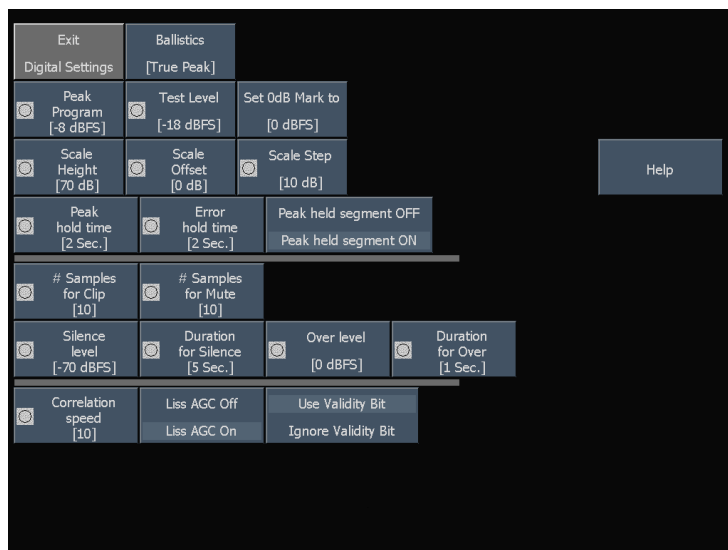 Exit
Digital Settings
Ballistics
[True Peak]
Peak
Program
[-8 dBFS]
Test Level
[-18 dBFS]
Set 0dB Mark to
[0 dBFS]
Scale
Height
[70 dB]
Scale
Offset
[0 dB]
Scale Step
[10 dB]
Help
Peak
hold time
[2 Sec.]
Error
hold time
[2 Sec.]
Peak held segment OFF
Peak held segment ON
# Samples
for Clip
[10]
# Samples
for Mute
[10]
Silence
level
[-70 dBFS]
Duration
for Silence
[5 Sec.]
Over level
[0 dBFS]
Duration
for Over
[1 Sec.]
Correlation
speed
[10]
Liss AGC Off
Liss AGC On
Use Validity Bit
Ignore Validity Bit